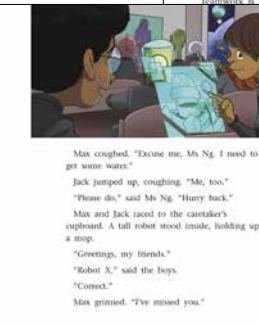 teamwork is
Max coughed. "Excuse me, Ms Ng. I need to
get some water."
Jack jumped up, coughing. "Me, too."
"Please do," said Ms Ng. "Hurry back."
Max and Jack raced to the caretaker's
cupboard. A tall robot stood inside, holding up
a mop.
"Greetings, my friends."
"Robot X," said the boys.
"Correct."
Max grinned. "I've missed you."